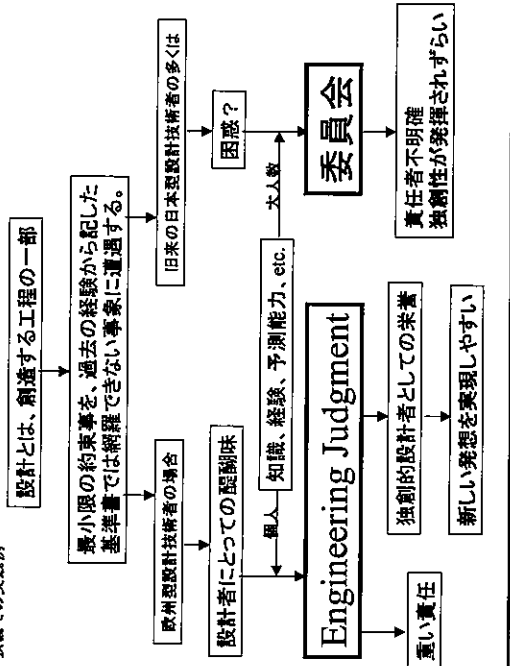 設計とは、創造する工程の一部
最小限の約束事を、過去の経験から記した
基準書では網羅できない事象に遭遇する。
欧州型設計技術者の場合
旧来の日本型設計技術者の多くは
設計者にとっての醍醐味
困惑？
個人
知識、経験、予測能力、etc.
大人数
Engineering Judgment
委員会
重い責任
独創的設計者としての栄誉
新しい発想を実現しやすい
責任者不明確
独創性が発揮されずらい